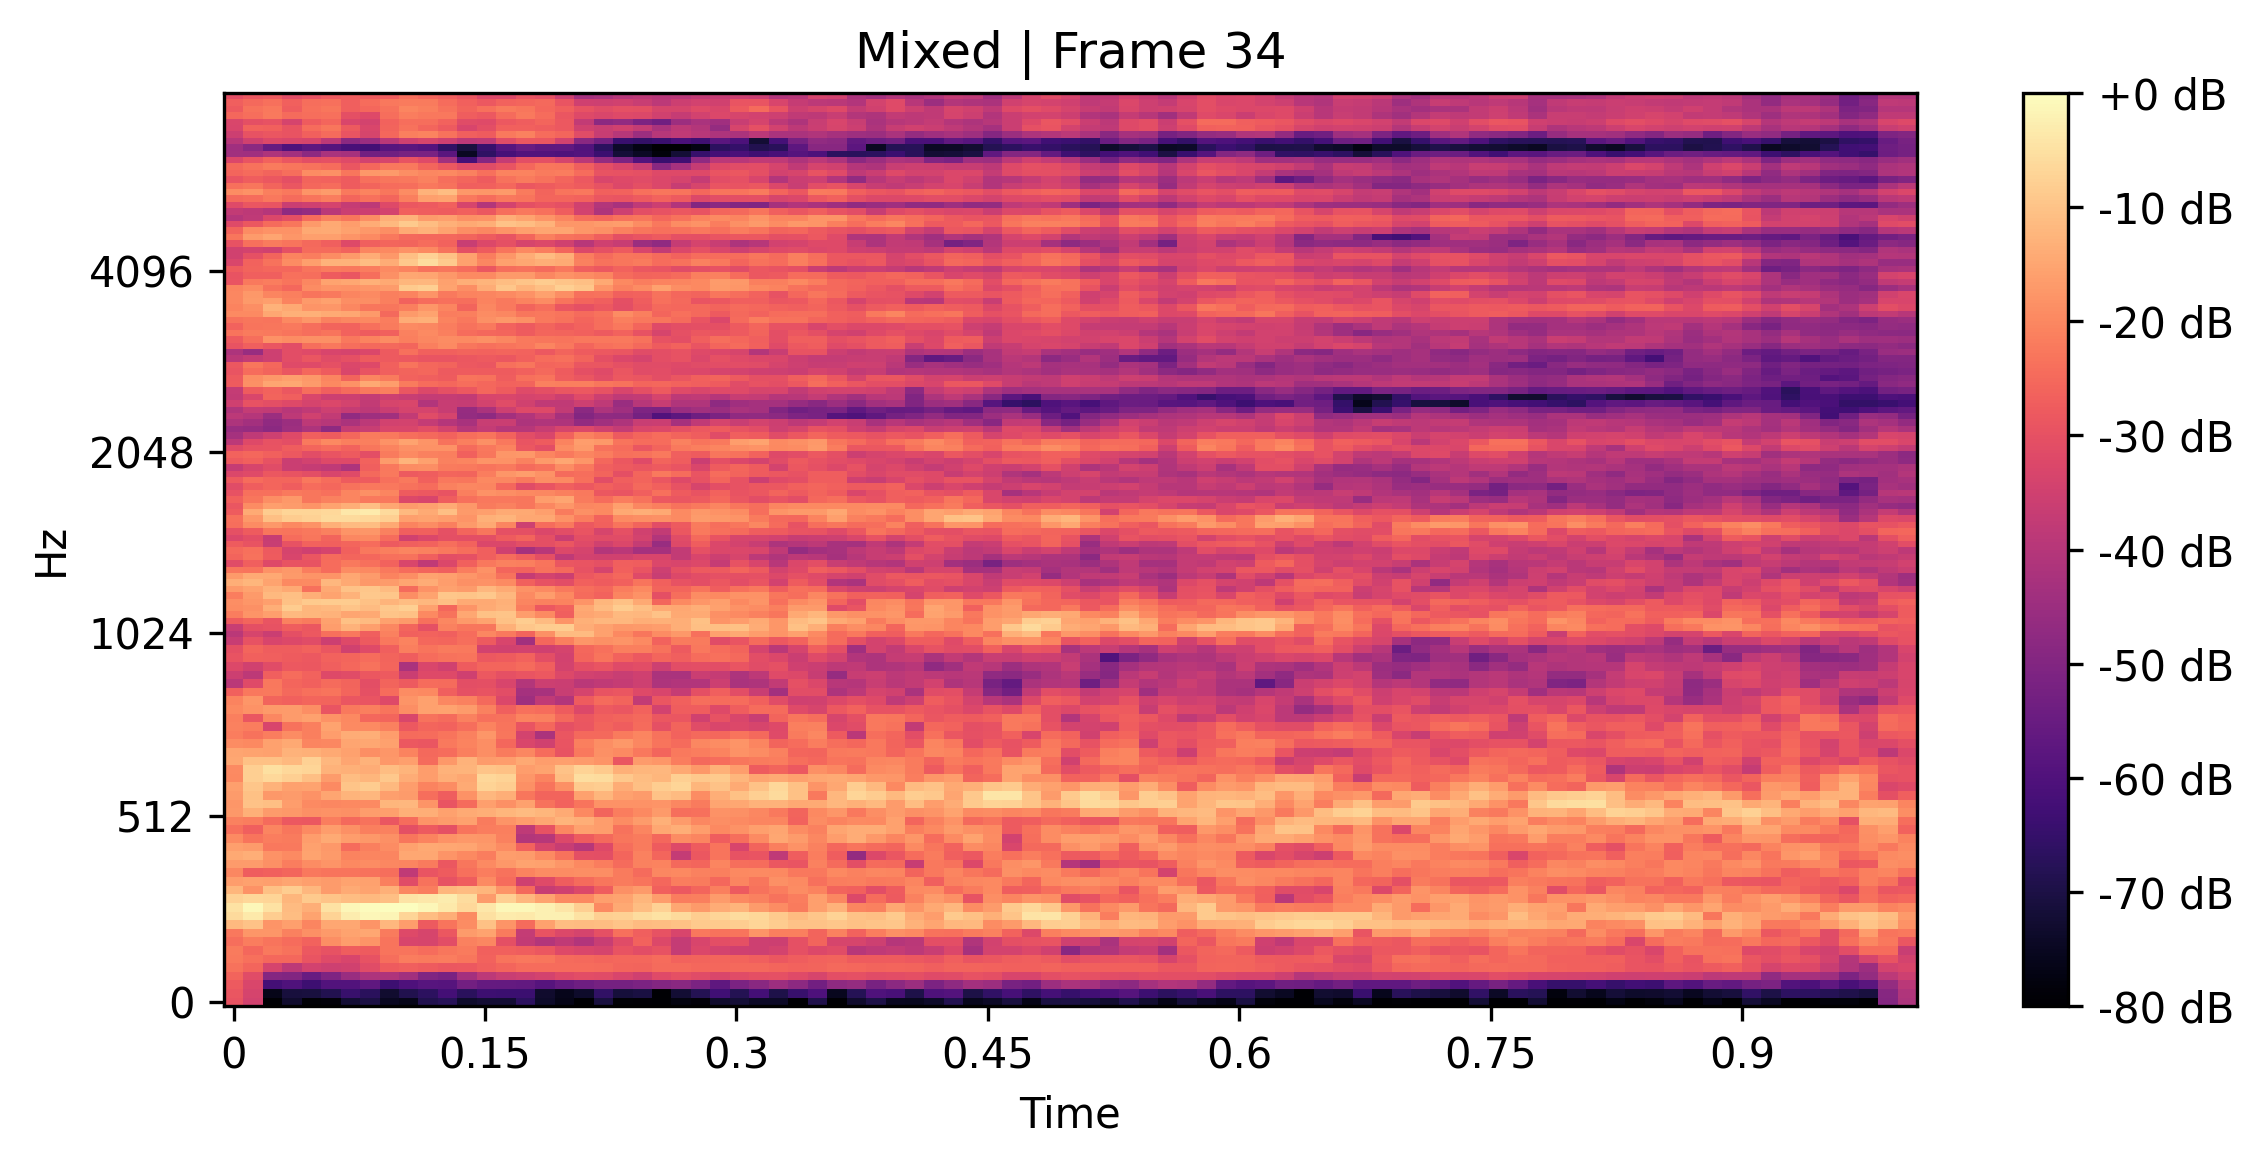 Mixed | Frame 34
Hz
4096
2048
1024
512
0
0 0.15 0.3 0.45 0.6 0.75 0.9
Time
+0 dB
-10 dB
-20 dB
-30 dB
-40 dB
-50 dB
-60 dB
-70 dB
-80 dB